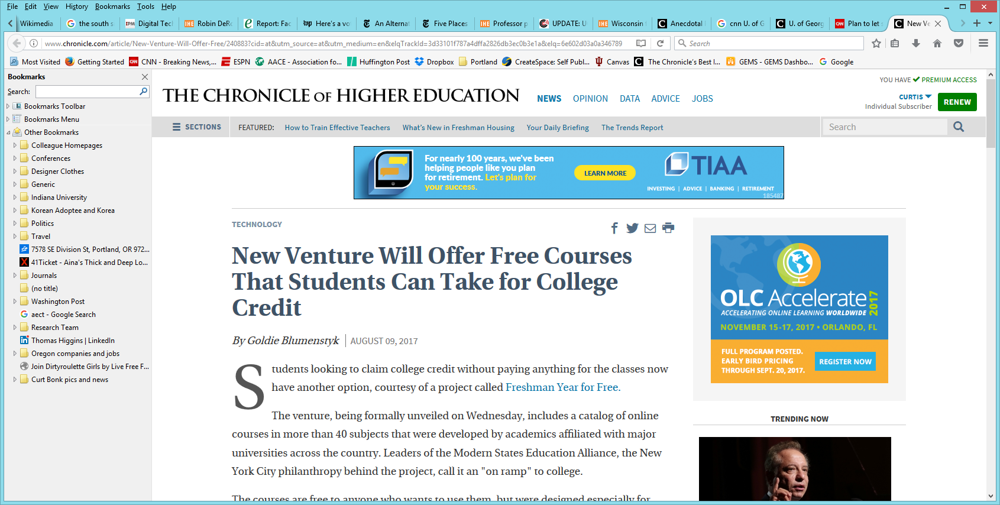 File Edit View History Bookmarks Tools Help
Wikimedia
the south s
IPM Digital Tecl
IHE Robin DeRo
Report: Fac
wp Here's a vo
An Alternat
Five Places
IHE Professor p
UPDATE: U
IHE Wisconsin
Anecdotal
cnn U. of G
U. of Georg
CNN Plan to let
New Ve
www.chronicle.com/article/New-Venture-Will-Offer-Free/240883?cid=at&utm_source=at&utm_medium=en&elqTrackId=3d33101f787a4dffa2826db3ec0b3e1a&elq=6e602d03a0a346789
Search
Most Visited Getting Started CNN - Breaking News,... ESPN AACE - Association fo... Huffington Post Dropbox Portland CreateSpace: Self Publ... Canvas The Chronicle's Best I... GEMS - GEMS Dashbo... Google
Bookmarks
Search:
Bookmarks Toolbar
Bookmarks Menu
Other Bookmarks
Colleague Homepages
Conferences
Designer Clothes
Generic
Indiana University
Korean Adoptee and Korea
Politics
Travel
7578 SE Division St, Portland, OR 972...
41Ticket - Aina's Thick and Deep Lo...
Journals
(no title)
Washington Post
aect - Google Search
Research Team
Thomas Higgins | LinkedIn
Oregon companies and jobs
Join Dirtyroulette Girls by Live Free F...
Curt Bonk pics and news
YOU HAVE PREMIUM ACCESS
THE CHRONICLE OF HIGHER EDUCATION
NEWS OPINION DATA ADVICE JOBS
CURTIS
Individual Subscriber
RENEW
SECTIONS
FEATURED: How to Train Effective Teachers What's New in Freshman Housing Your Daily Briefing The Trends Report
Search
For nearly 100 years, we've been
helping people like you plan
for retirement. Let's plan for
your success.
LEARN MORE
TIAA
INVESTING | ADVICE | BANKING | RETIREMENT
185487
TECHNOLOGY
New Venture Will Offer Free Courses
That Students Can Take for College
Credit
By Goldie Blumenstyk | AUGUST 09, 2017
Students looking to claim college credit without paying anything for the classes now
have another option, courtesy of a project called Freshman Year for Free.
The venture, being formally unveiled on Wednesday, includes a catalog of online
courses in more than 40 subjects that were developed by academics affiliated with major
universities across the country. Leaders of the Modern States Education Alliance, the New
York City philanthropy behind the project, call it an "on ramp" to college.
The courses are free to anyone who wants to use them, but were designed especially for
OLC Accelerate 2017
ACCELERATING ONLINE LEARNING WORLDWIDE
NOVEMBER 15-17, 2017 • ORLANDO, FL
FULL PROGRAM POSTED.
EARLY BIRD PRICING
THROUGH SEPT. 20, 2017.
REGISTER NOW
TRENDING NOW